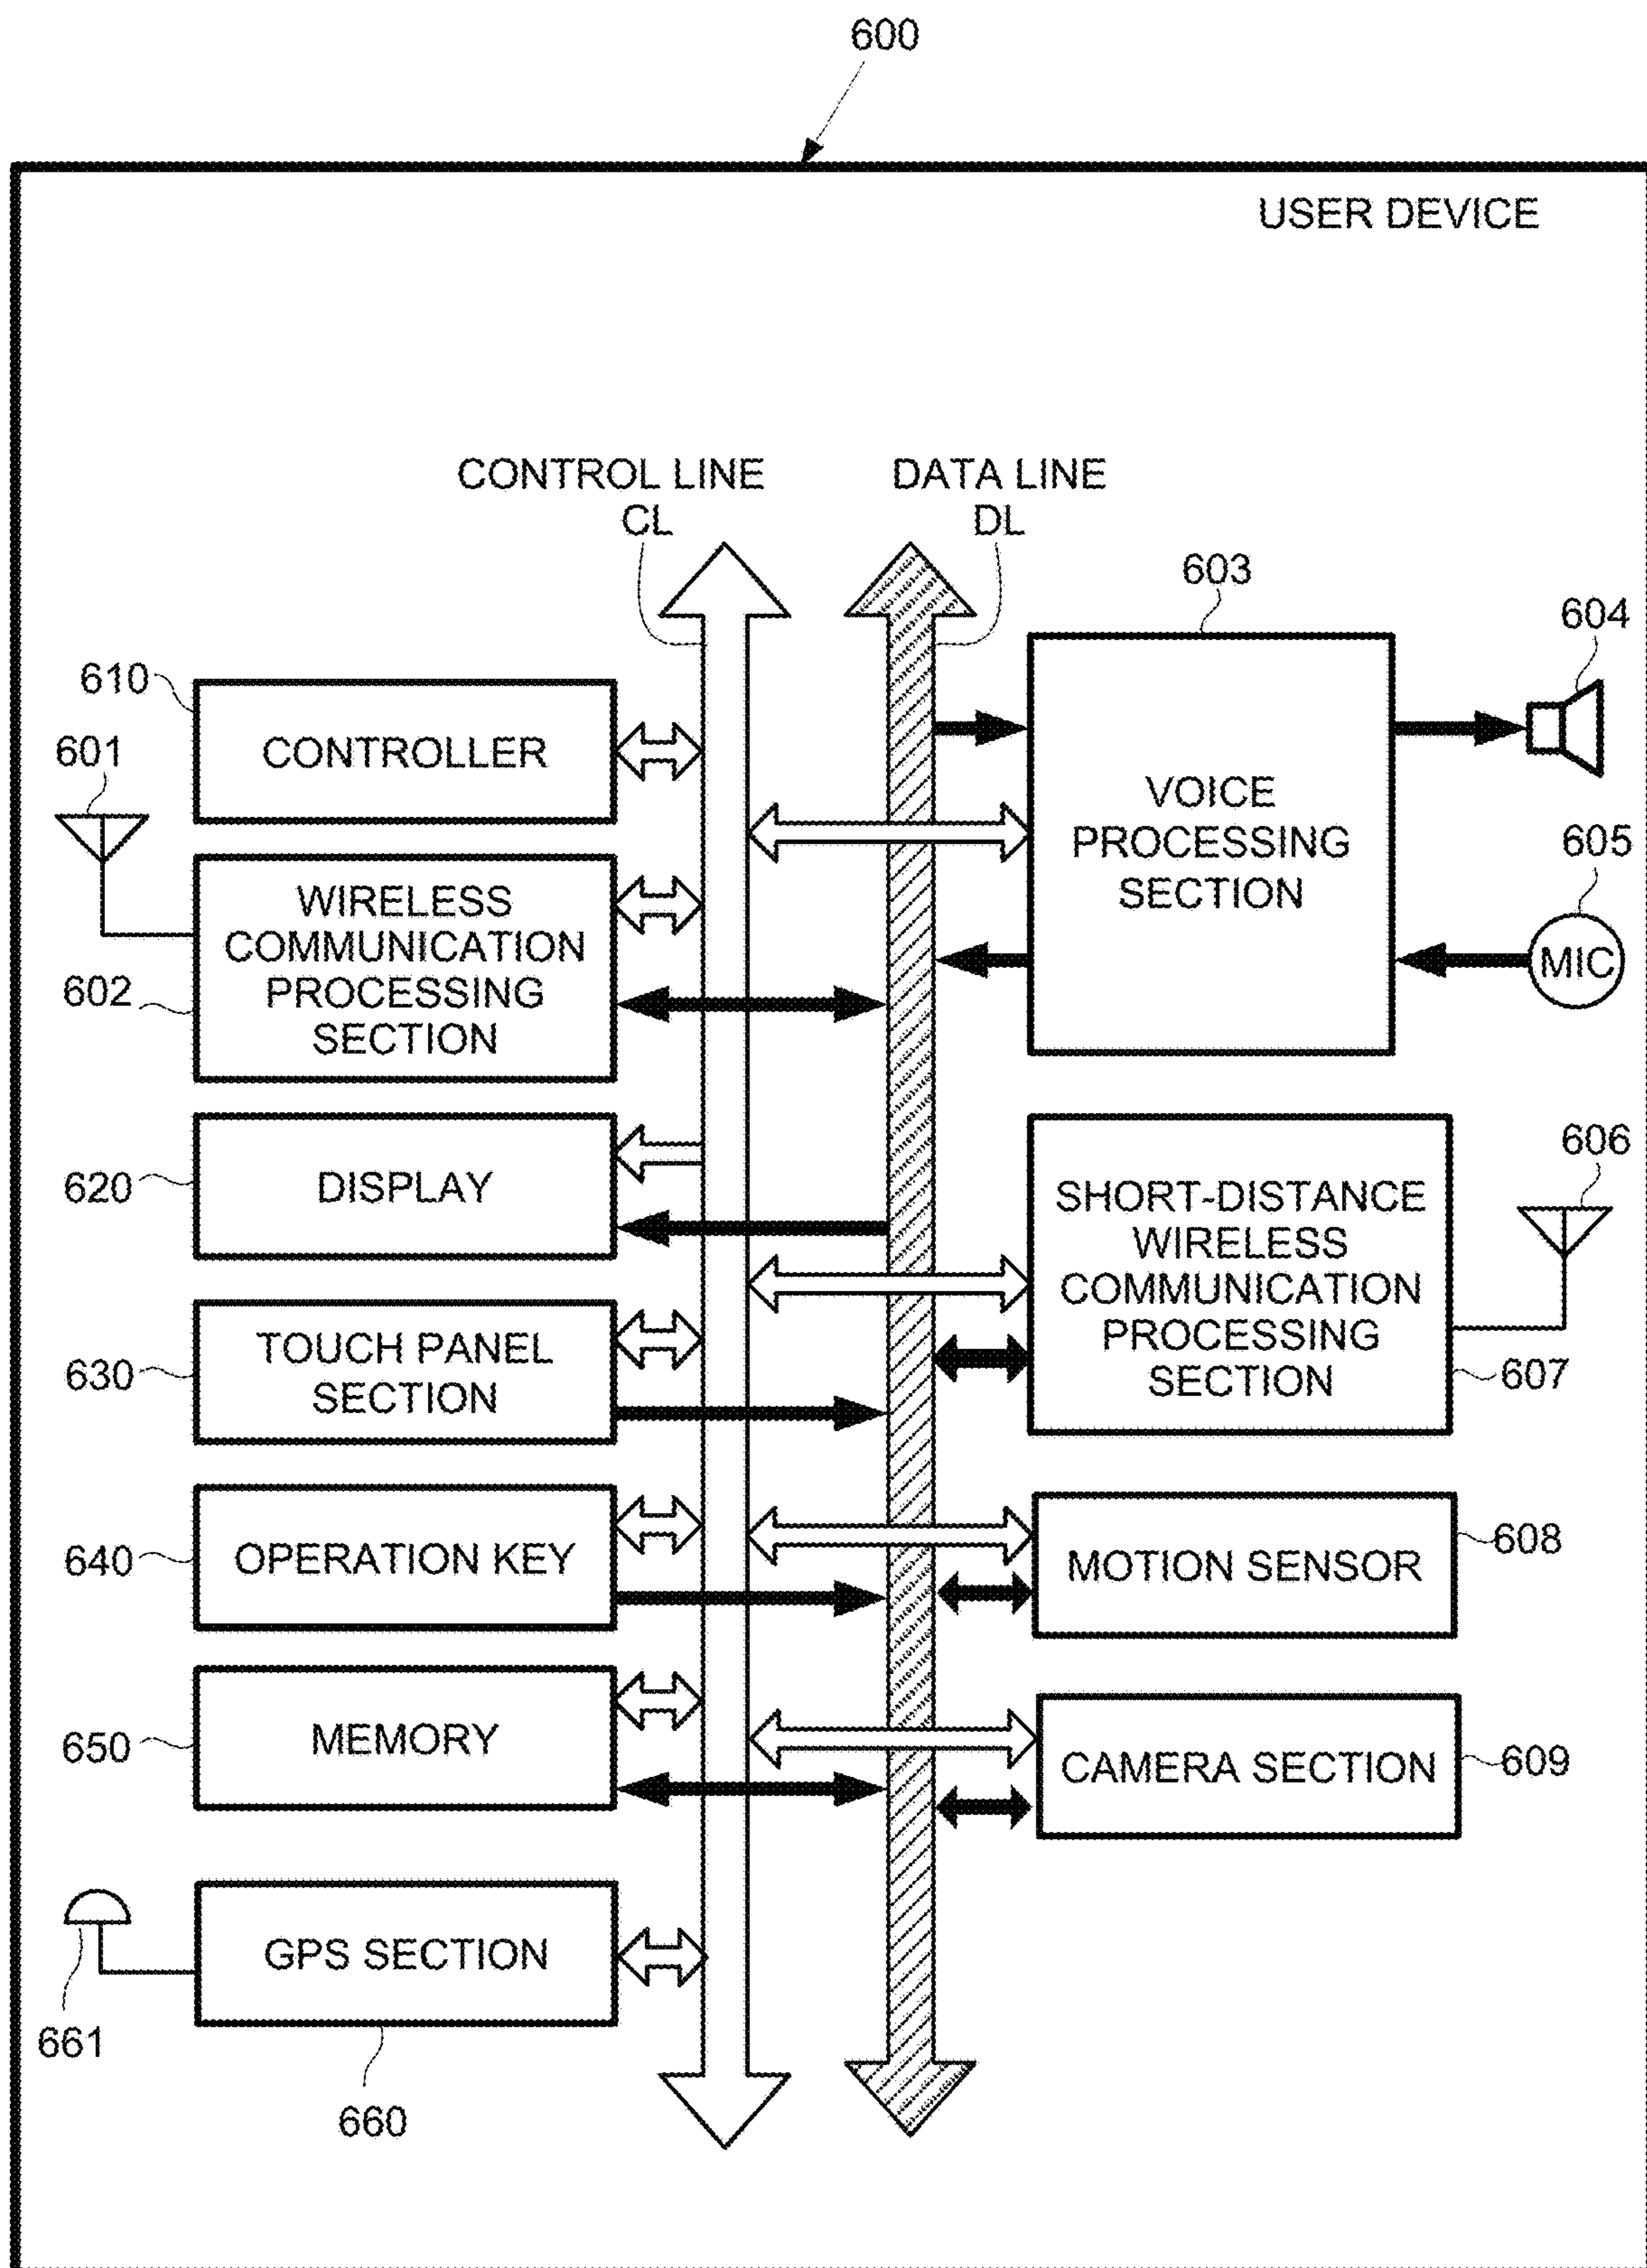 600
USER DEVICE
CONTROL LINE
CL
DATA LINE
DL
603
604
610
CONTROLLER
601
VOICE
PROCESSING
SECTION
605
MIC
WIRELESS
COMMUNICATION
PROCESSING
SECTION
602
620
DISPLAY
606
SHORT-DISTANCE
WIRELESS
COMMUNICATION
PROCESSING
SECTION
607
630
TOUCH PANEL
SECTION
640
OPERATION KEY
MOTION SENSOR
608
650
MEMORY
CAMERA SECTION
609
GPS SECTION
661
660